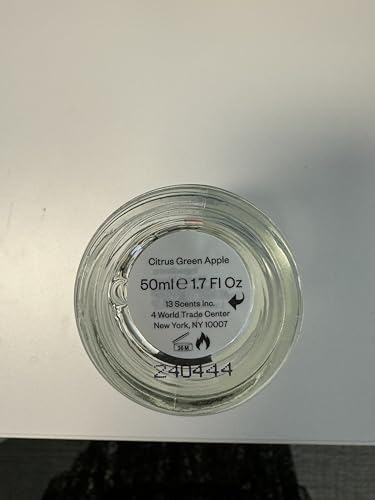 Citrus Green Apple
50ml ℮ 1.7 Fl Oz
13 Scents inc.
4 World Trade Center
New York, NY 10007
36 M
240444